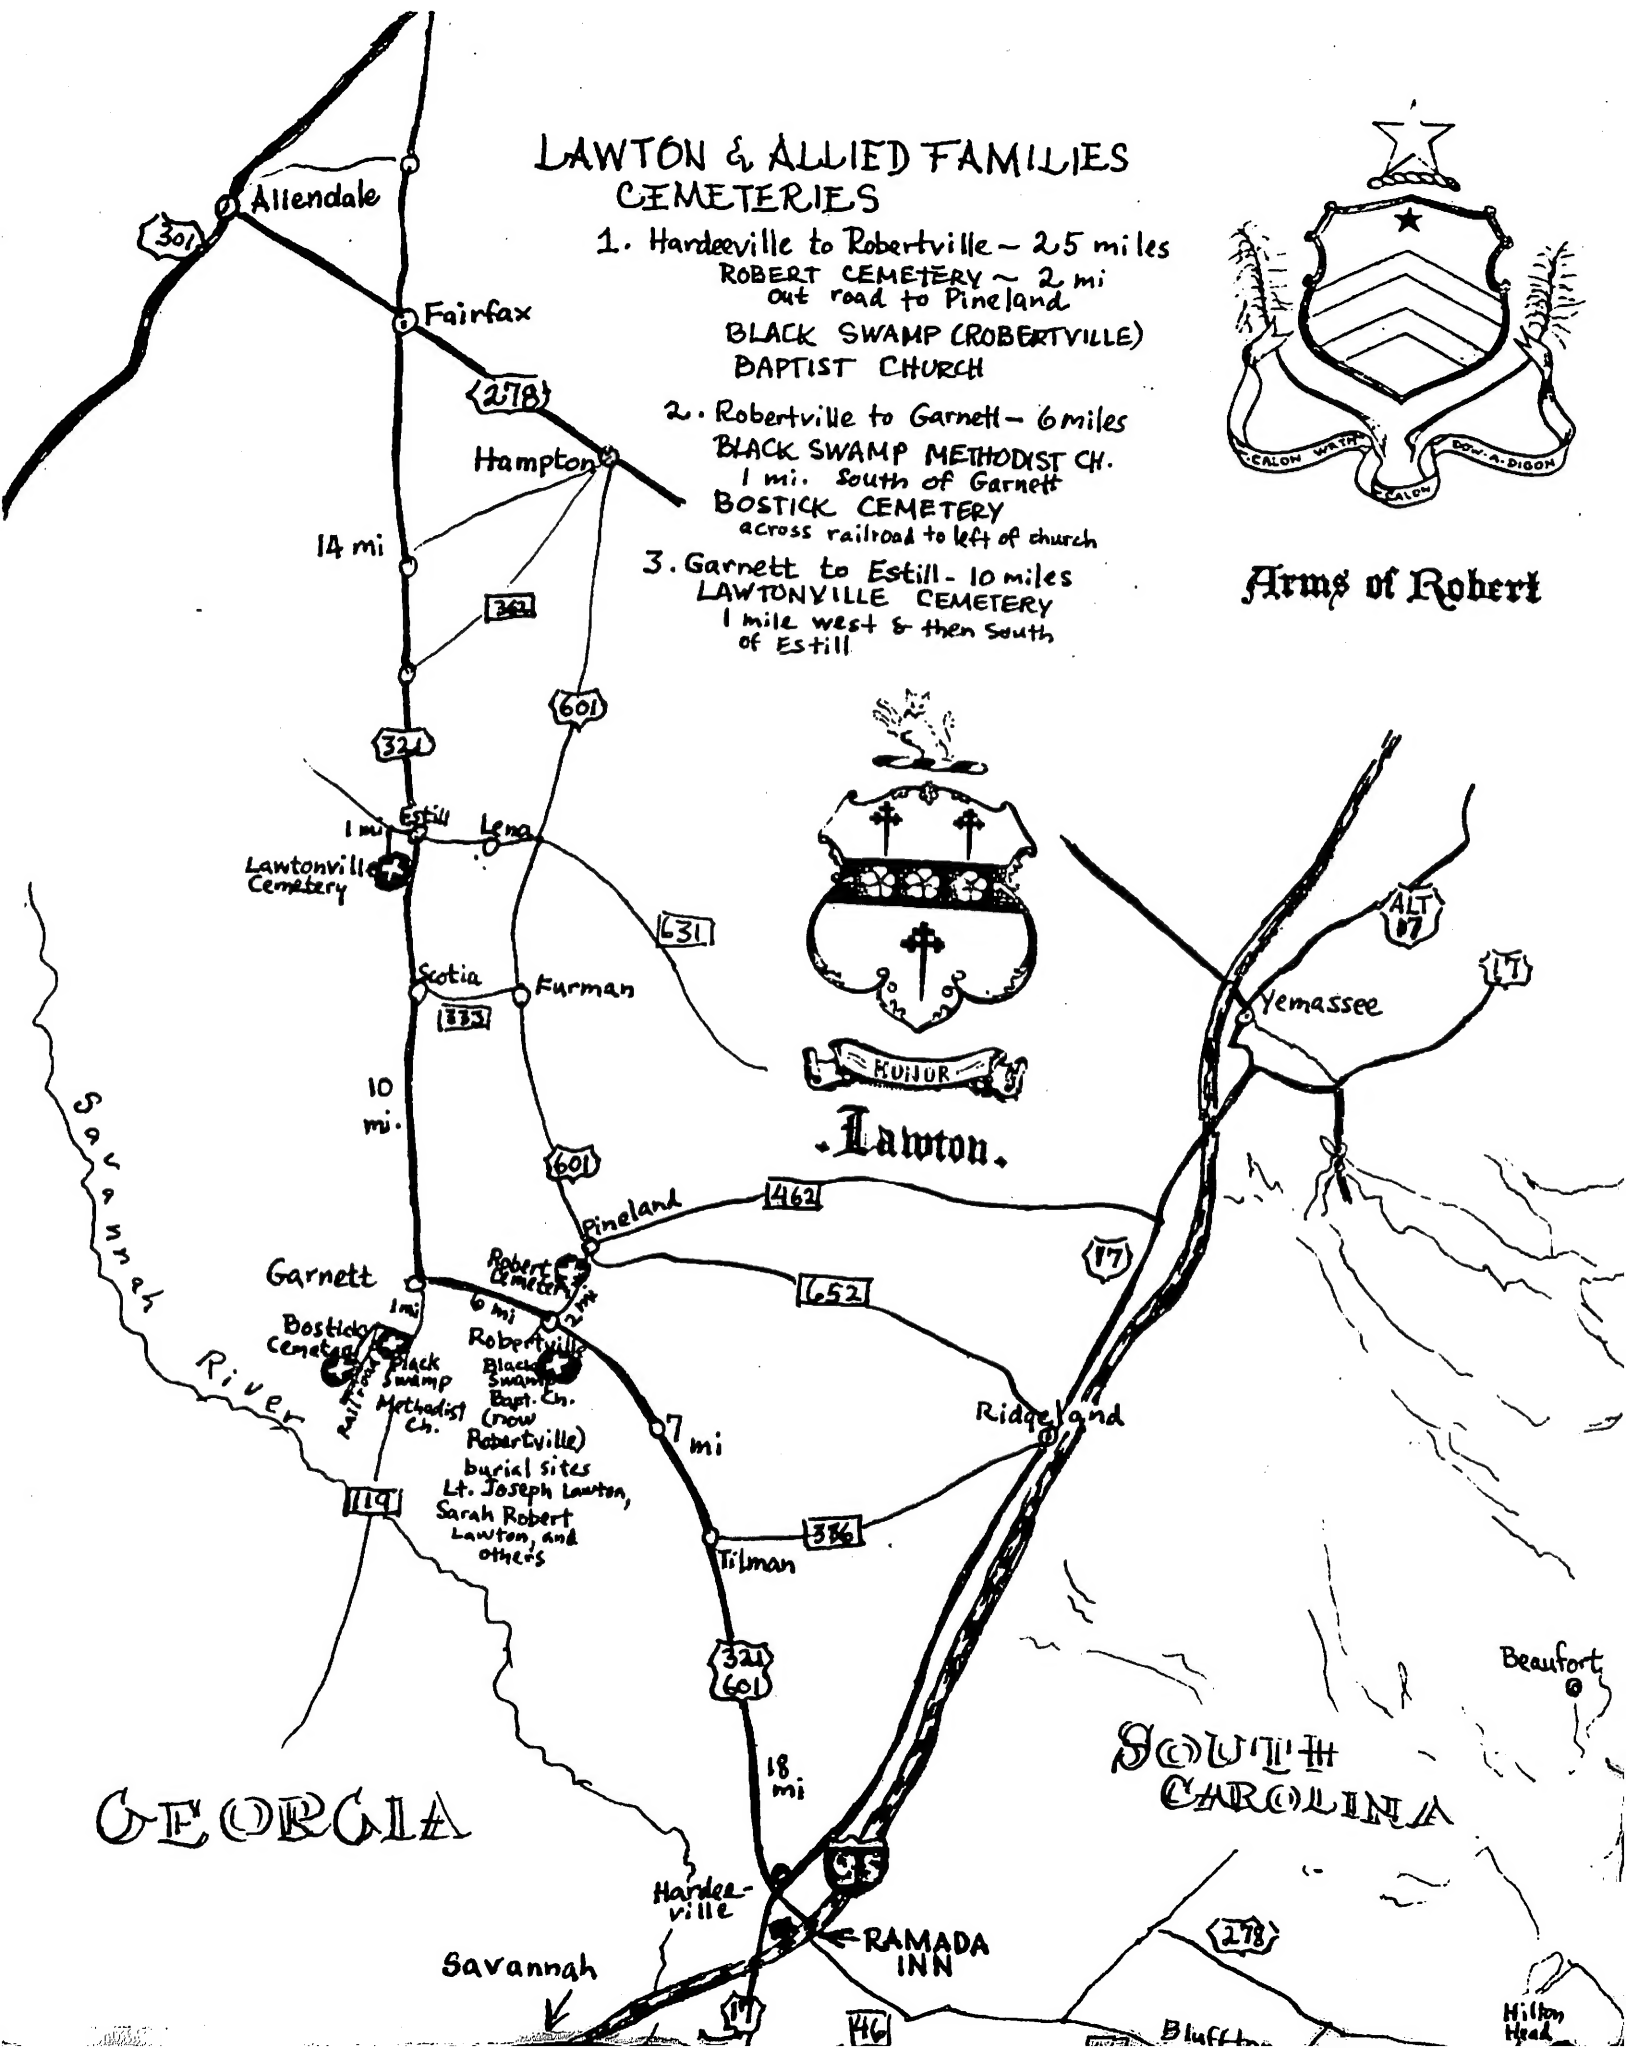 LAWTON & ALLIED FAMILIES
CEMETERIES
1. Hardeeville to Robertville ~ 25 miles
ROBERT CEMETERY ~ 2 mi
out road to Pineland
BLACK SWAMP (ROBERTVILLE)
BAPTIST CHURCH
2. Robertville to Garnett - 6 miles
BLACK SWAMP METHODIST CH.
1 mi. South of Garnett
BOSTICK CEMETERY
across railroad to left of church
3. Garnett to Estill - 10 miles
LAWTONVILLE CEMETERY
1 mile west & then South
of Estill
CALON WRTH
CALON
DOW-A-DIGON
Arms of Robert
Allendale
301
Fairfax
278
Hampton
14 mi
601
321
Estill
1 mi
Lena
Lawtonville
Cemetery
631
Scotia
Furman
333
10
mi.
Savannah River
. Lawton .
ALT
17
17
Yemassee
601
Pineland
462
17
652
Garnett
1 mi
6 mi
Robert
Cemetery
2 mi
Bostick
Cemetery
Railroad
Black
Swamp
Methodist
Ch.
Robertville
Black
Swamp
Bapt. Ch.
(now
Robertville)
burial sites
Lt. Joseph Lawton,
Sarah Robert
Lawton, and
others
7
mi
Ridgeland
119
336
Tilman
321
601
18
mi
Beaufort
SOUTH
CAROLINA
GEORGIA
95
Hardee-
ville
RAMADA
INN
Savannah
17
278
46
Bluffton
Hilton
Head